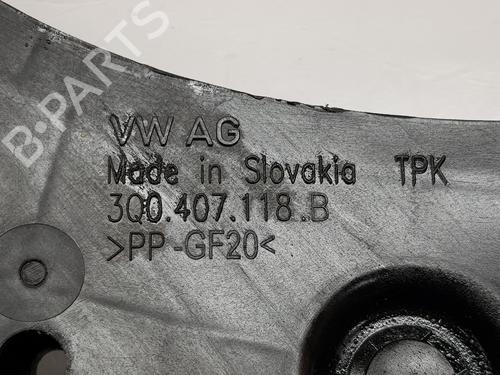 B-PARTS
VW AG
Made in Slovakia TPK
3Q0.407.118.B
>PP-GF20<